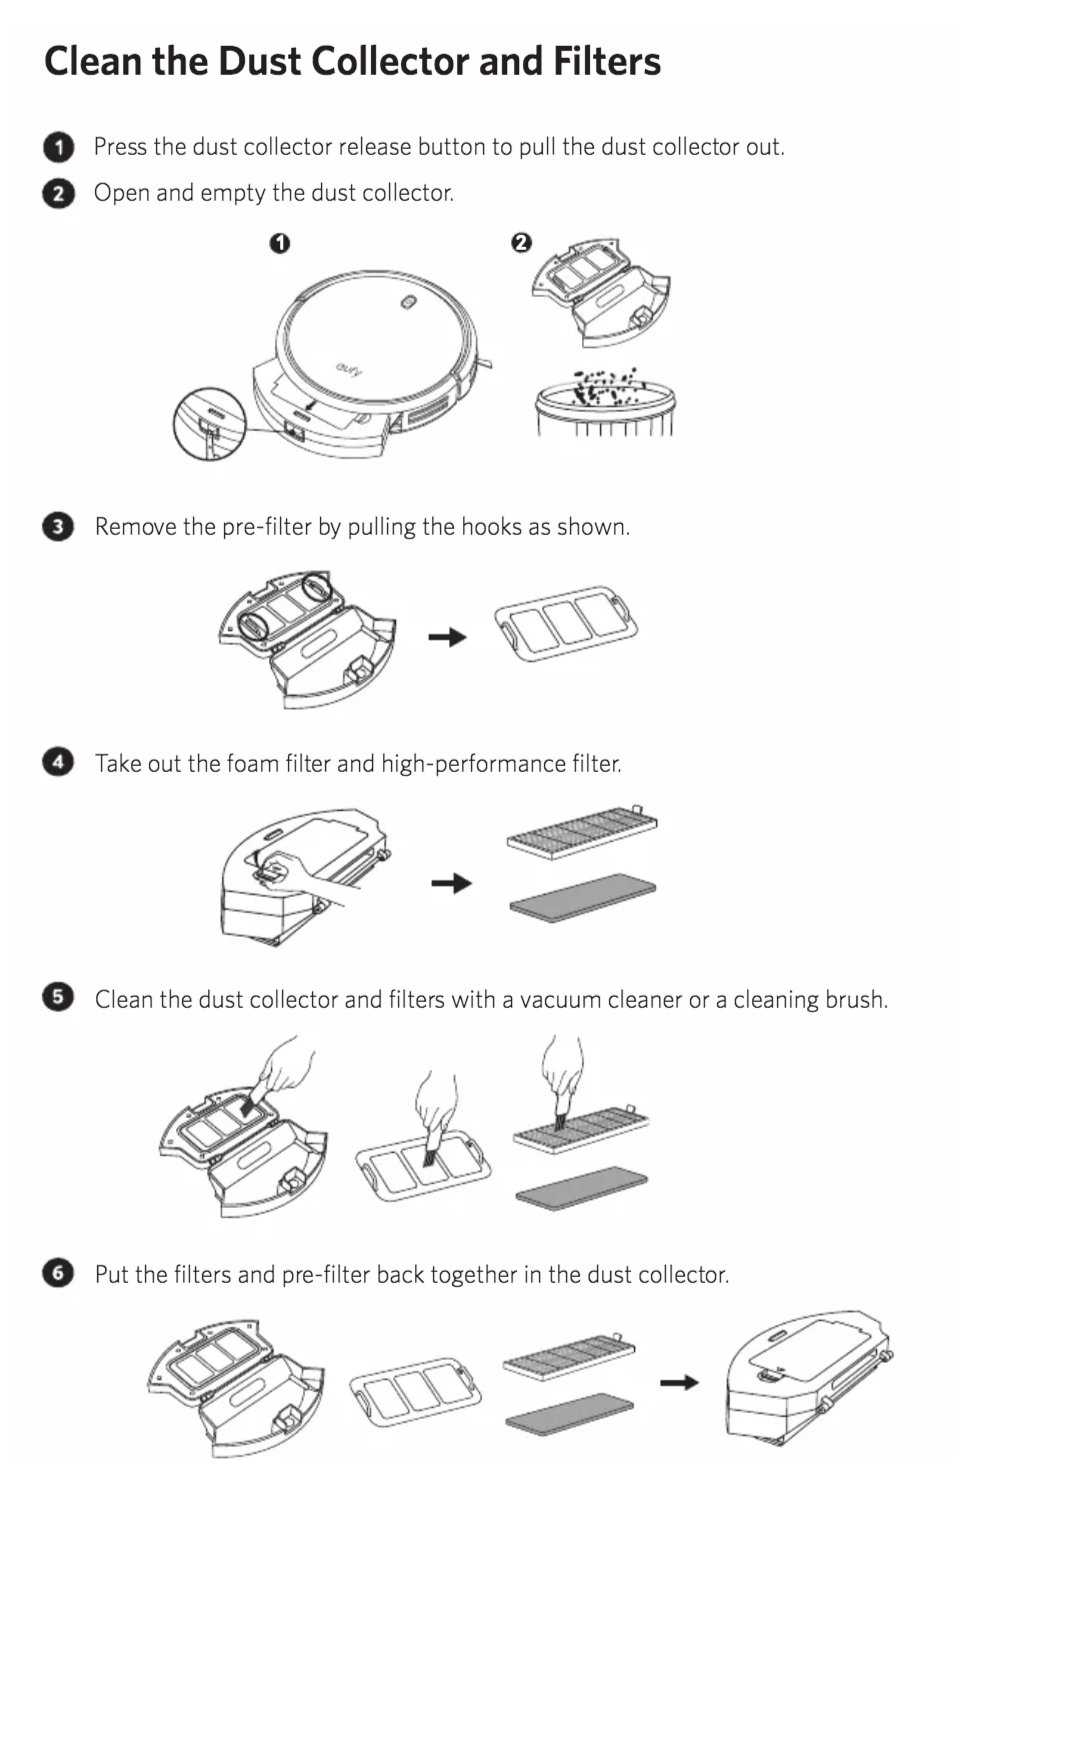 Clean the Dust Collector and Filters
1 Press the dust collector release button to pull the dust collector out.
2 Open and empty the dust collector.
1 2
eufy
3 Remove the pre-filter by pulling the hooks as shown.
4 Take out the foam filter and high-performance filter.
5 Clean the dust collector and filters with a vacuum cleaner or a cleaning brush.
6 Put the filters and pre-filter back together in the dust collector.